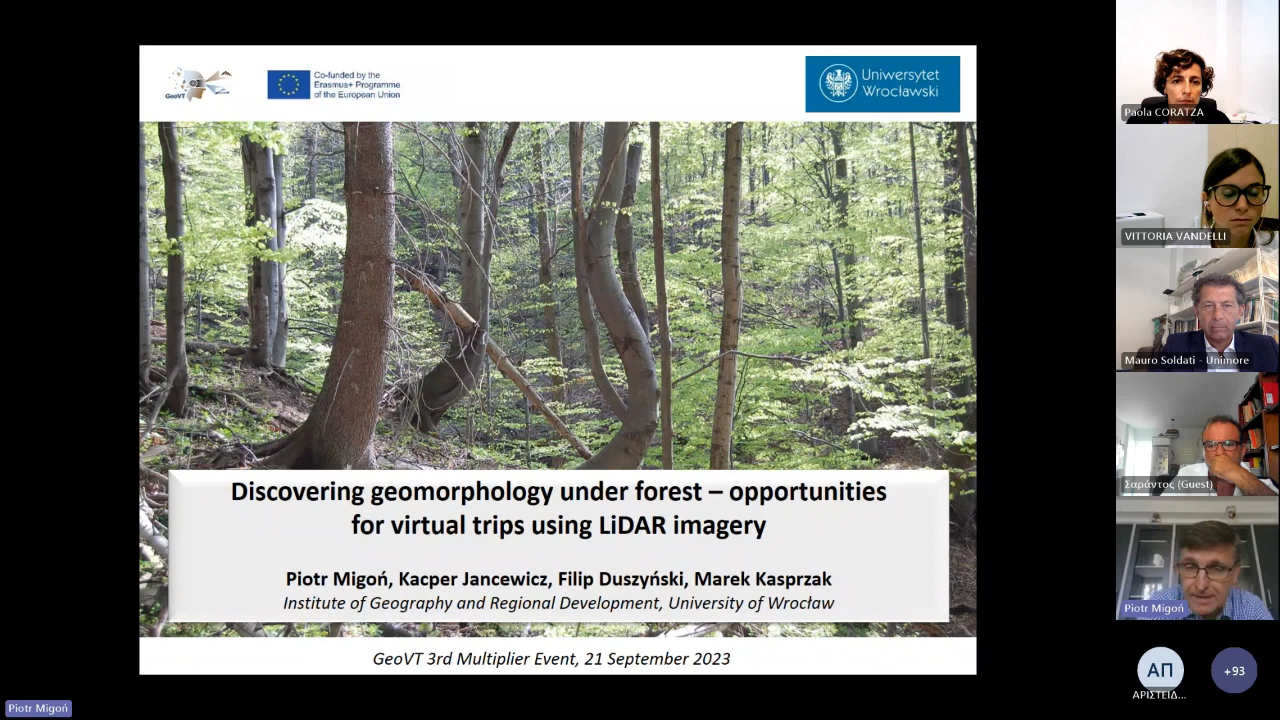 GeoVT
Co-funded by the
Erasmus+ Programme
of the European Union
Uniwersytet
Wrocławski
Discovering geomorphology under forest – opportunities
for virtual trips using LiDAR imagery
Piotr Migoń, Kacper Jancewicz, Filip Duszyński, Marek Kasprzak
Institute of Geography and Regional Development, University of Wrocław
GeoVT 3rd Multiplier Event, 21 September 2023
Piotr Migoń
Paola CORATZA
VITTORIA VANDELLI
Mauro Soldati - Unimore
Σαράντος (Guest)
Piotr Migoń
ΑΠ
+93
ΑΡΙΣΤΕΙΔ...